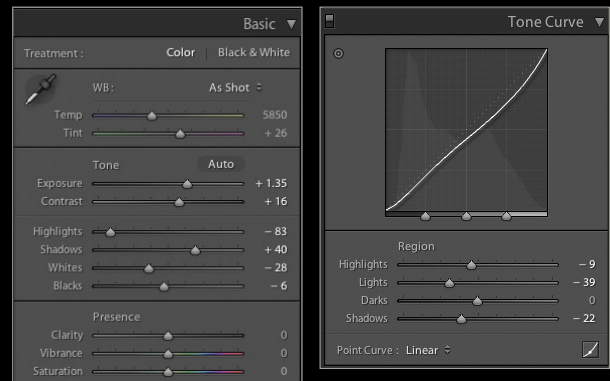 Basic ▼
Treatment : Color | Black & White
WB : As Shot
Temp 5850
Tint + 26
Tone Auto
Exposure + 1.35
Contrast + 16
Highlights − 83
Shadows + 40
Whites − 28
Blacks − 6
Presence
Clarity 0
Vibrance 0
Saturation 0
Tone Curve ▼
Region
Highlights − 9
Lights − 39
Darks 0
Shadows − 22
Point Curve : Linear